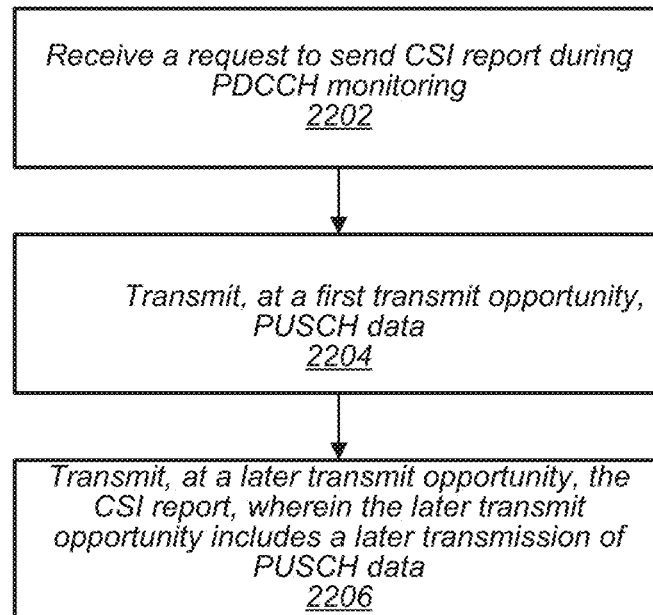 Receive a request to send CSI report during
PDCCH monitoring
2202
Transmit, at a first transmit opportunity,
PUSCH data
2204
Transmit, at a later transmit opportunity, the
CSI report, wherein the later transmit
opportunity includes a later transmission of
PUSCH data
2206